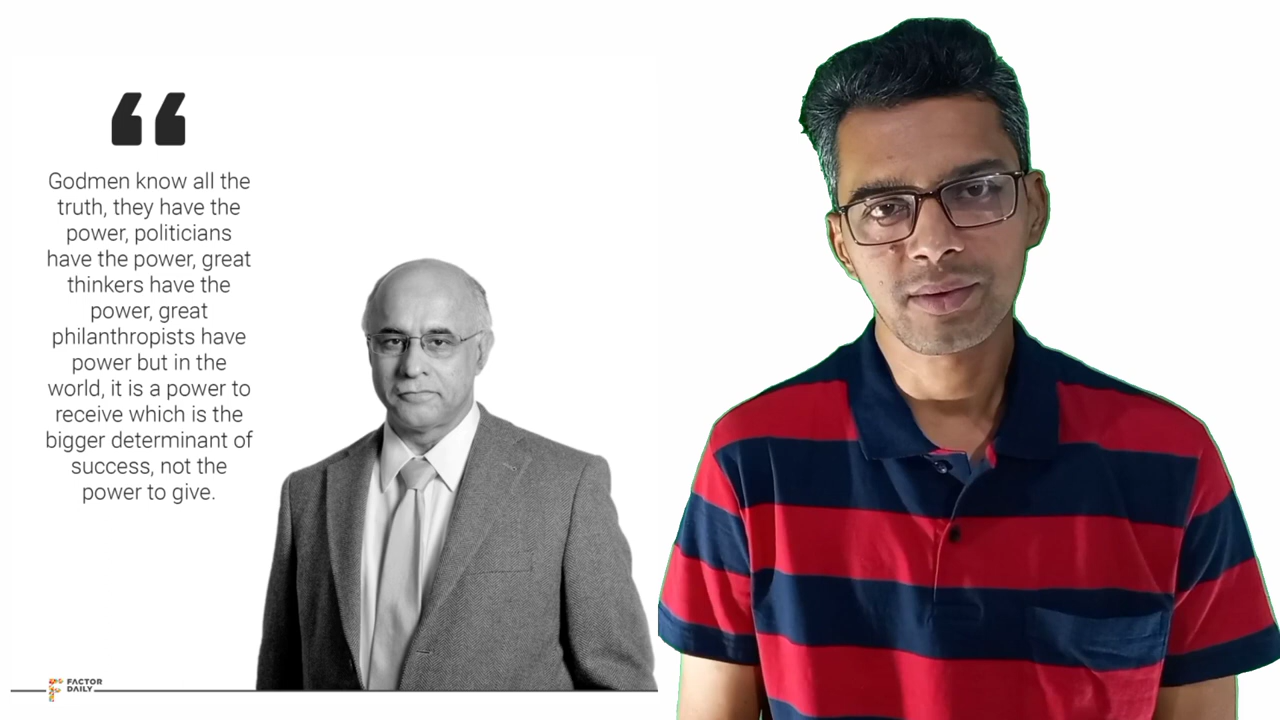 Godmen know all the
truth, they have the
power, politicians
have the power, great
thinkers have the
power, great
philanthropists have
power but in the
world, it is a power to
receive which is the
bigger determinant of
success, not the
power to give.
FACTOR
DAILY